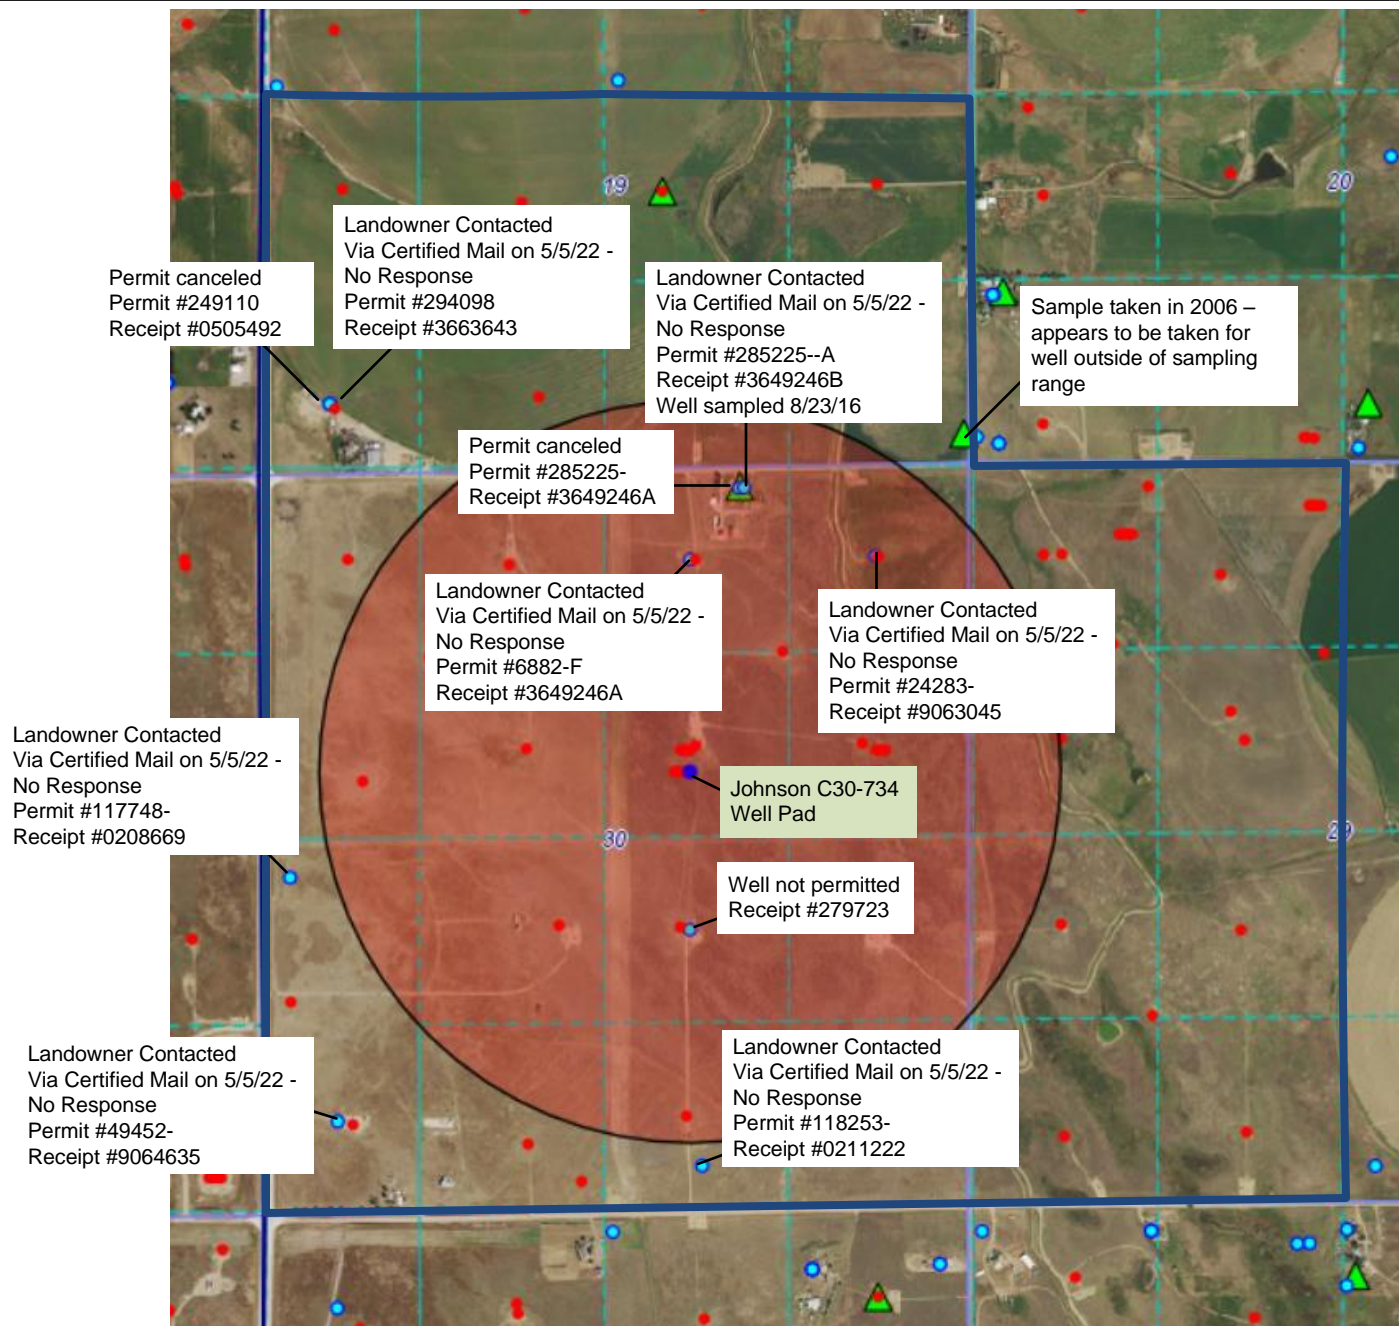 19
20
Landowner Contacted
Via Certified Mail on 5/5/22 -
No Response
Permit #294098
Receipt #3663643
Permit canceled
Permit #249110
Receipt #0505492
Landowner Contacted
Via Certified Mail on 5/5/22 -
No Response
Permit #285225--A
Receipt #3649246B
Well sampled 8/23/16
Sample taken in 2006 –
appears to be taken for
well outside of sampling
range
Permit canceled
Permit #285225-
Receipt #3649246A
Landowner Contacted
Via Certified Mail on 5/5/22 -
No Response
Permit #6882-F
Receipt #3649246A
Landowner Contacted
Via Certified Mail on 5/5/22 -
No Response
Permit #24283-
Receipt #9063045
Landowner Contacted
Via Certified Mail on 5/5/22 -
No Response
Permit #117748-
Receipt #0208669
Johnson C30-734
Well Pad
30
29
Well not permitted
Receipt #279723
Landowner Contacted
Via Certified Mail on 5/5/22 -
No Response
Permit #49452-
Receipt #9064635
Landowner Contacted
Via Certified Mail on 5/5/22 -
No Response
Permit #118253-
Receipt #0211222